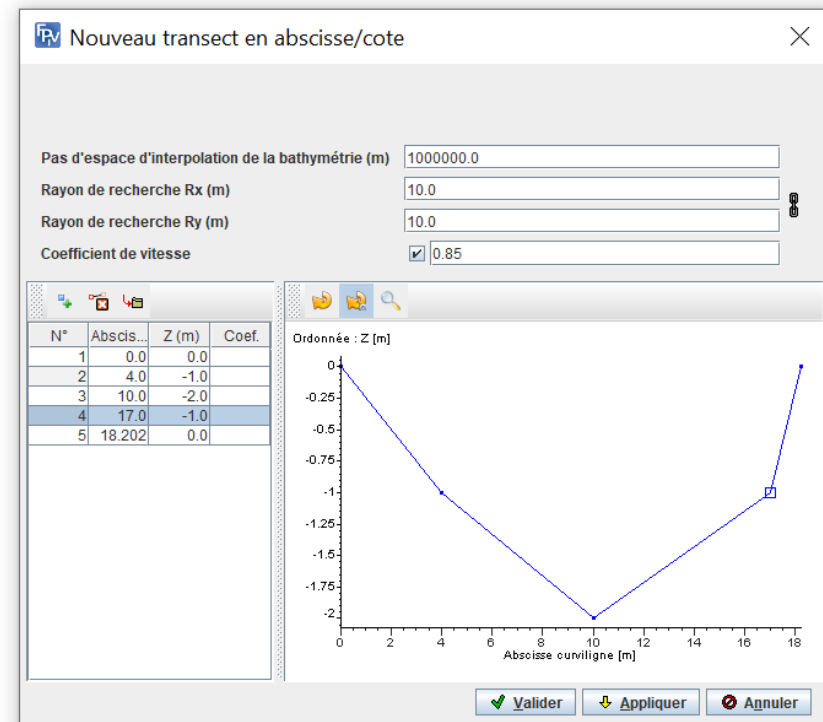 FPIV Nouveau transect en abscisse/cote
Pas d'espace d'interpolation de la bathymétrie (m) 1000000.0
Rayon de recherche Rx (m) 10.0
Rayon de recherche Ry (m) 10.0
Coefficient de vitesse 0.85
N° Absciss... Z (m) Coef.
1 0.0 0.0
2 4.0 -1.0
3 10.0 -2.0
4 17.0 -1.0
5 18.202 0.0
Ordonnée : Z [m]
0
-0.25
-0.5
-0.75
-1
-1.25
-1.5
-1.75
-2
0 2 4 6 8 10 12 14 16 18
Abscisse curviligne [m]
Valider Appliquer Annuler